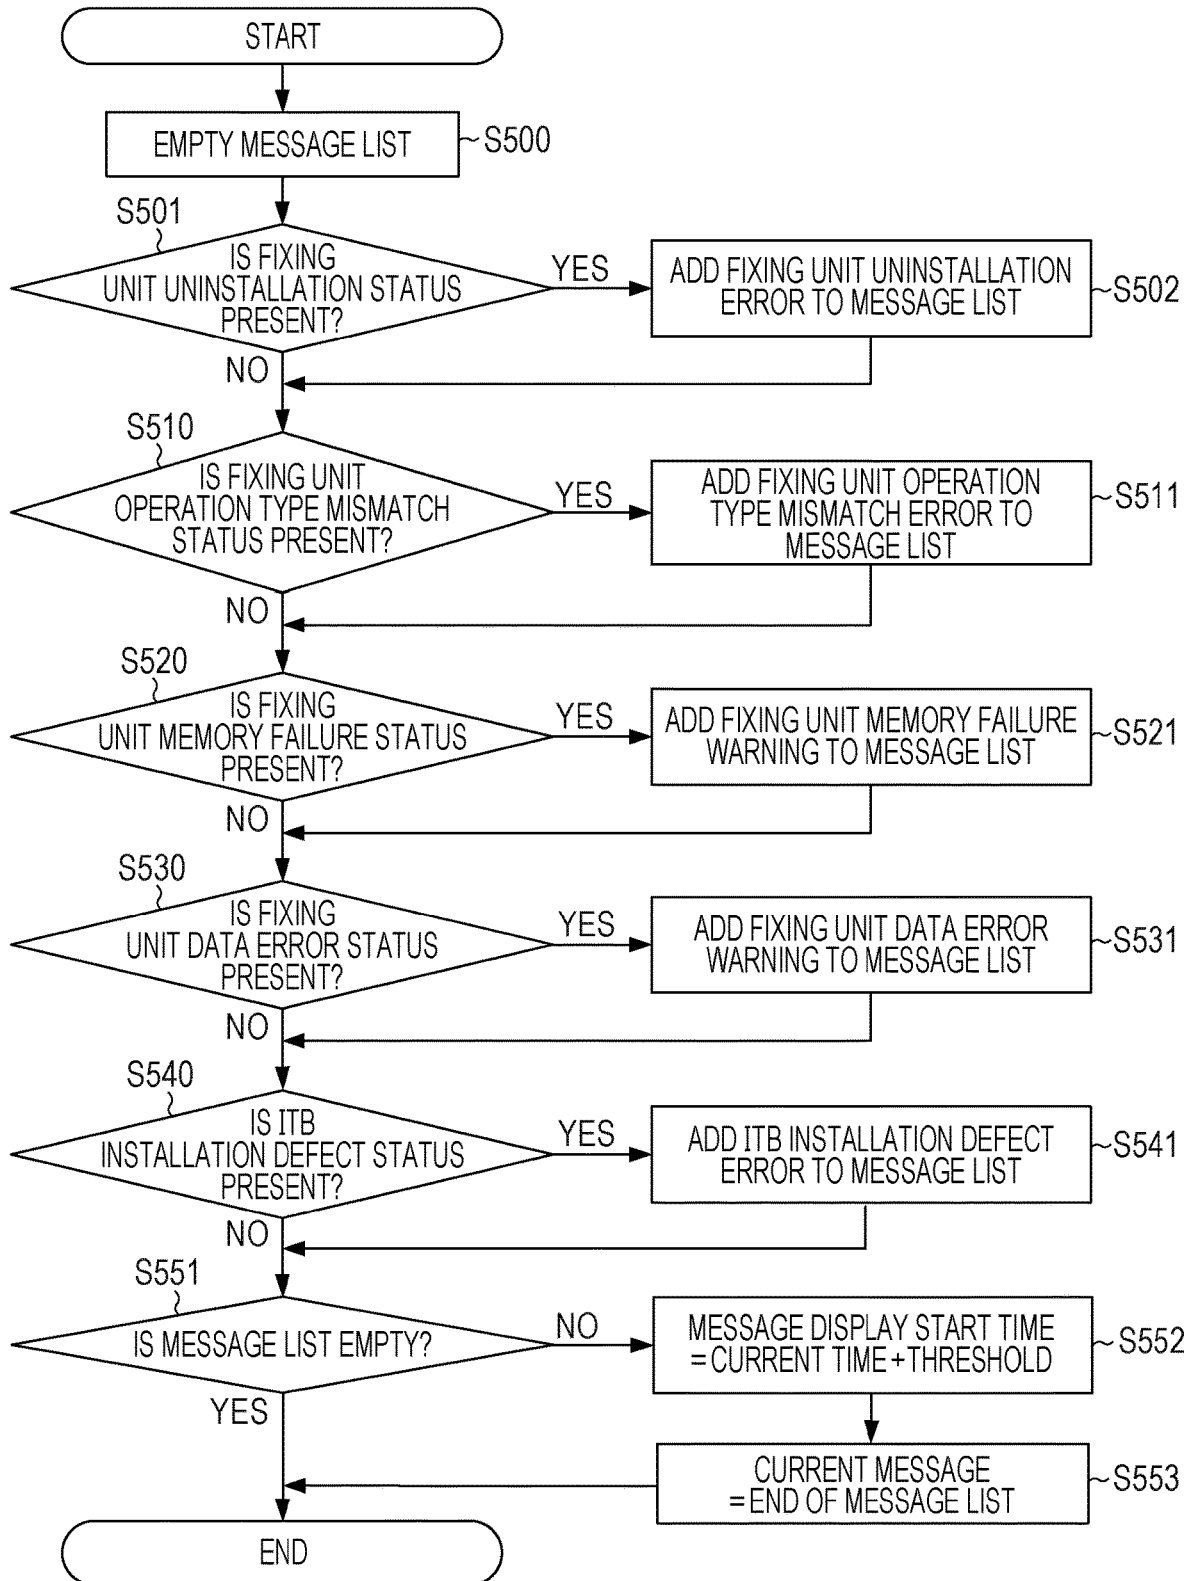 START
EMPTY MESSAGE LIST
S500
S501
IS FIXING
UNIT UNINSTALLATION STATUS
PRESENT?
YES
ADD FIXING UNIT UNINSTALLATION
ERROR TO MESSAGE LIST
S502
NO
S510
IS FIXING UNIT
OPERATION TYPE MISMATCH
STATUS PRESENT?
YES
ADD FIXING UNIT OPERATION
TYPE MISMATCH ERROR TO
MESSAGE LIST
S511
NO
S520
IS FIXING
UNIT MEMORY FAILURE STATUS
PRESENT?
YES
ADD FIXING UNIT MEMORY FAILURE
WARNING TO MESSAGE LIST
S521
NO
S530
IS FIXING
UNIT DATA ERROR STATUS
PRESENT?
YES
ADD FIXING UNIT DATA ERROR
WARNING TO MESSAGE LIST
S531
NO
S540
IS ITB
INSTALLATION DEFECT STATUS
PRESENT?
YES
ADD ITB INSTALLATION DEFECT
ERROR TO MESSAGE LIST
S541
NO
S551
IS MESSAGE LIST EMPTY?
NO
MESSAGE DISPLAY START TIME
=CURRENT TIME+THRESHOLD
S552
YES
CURRENT MESSAGE
=END OF MESSAGE LIST
S553
END